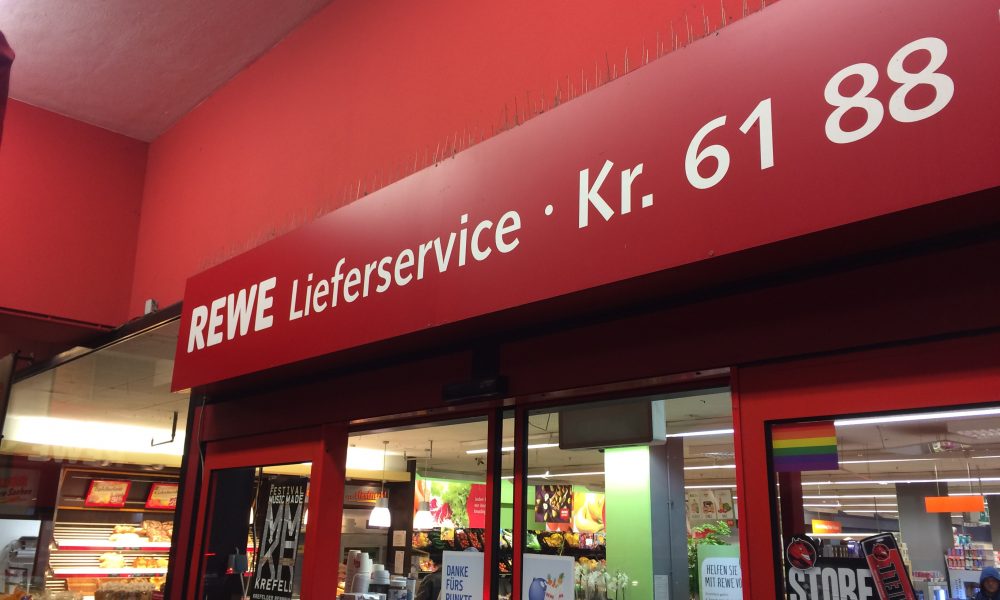 REWE Lieferservice · Kr. 61 88
FESTIVAL
MUSIC MADE
KREFELD
DANKE
FÜRS
PUNKTE
HELFEN SIE
MIT REWE
STORE